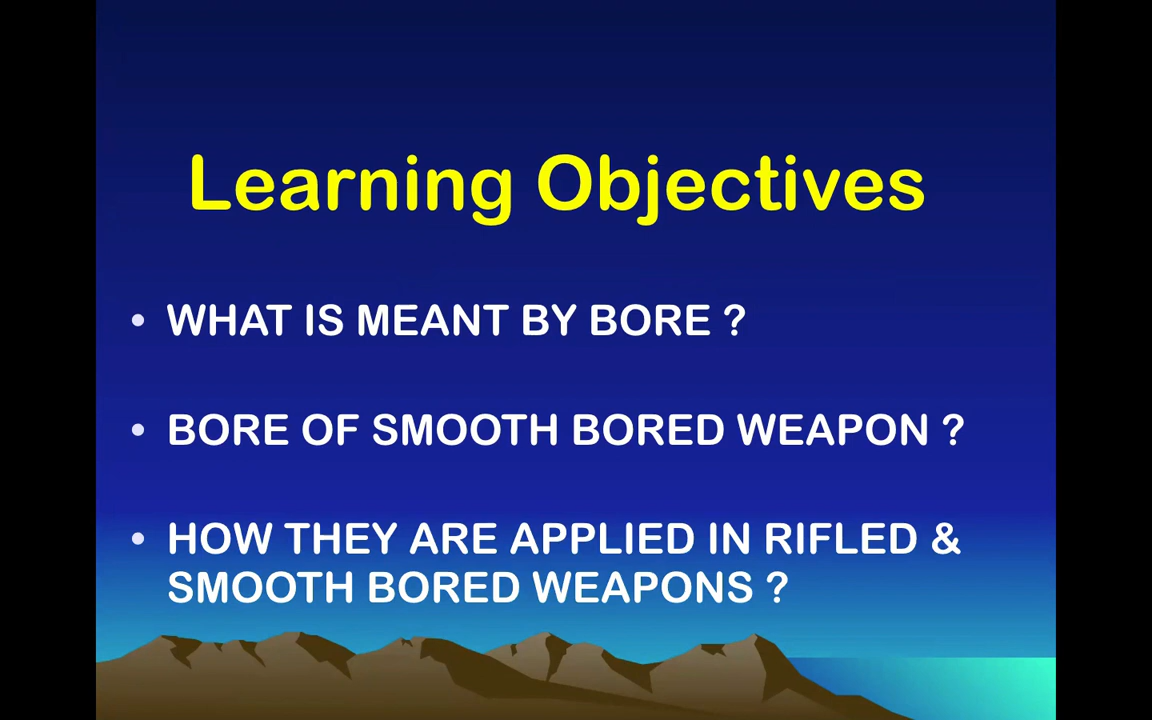 Learning Objectives
• WHAT IS MEANT BY BORE ?
• BORE OF SMOOTH BORED WEAPON ?
• HOW THEY ARE APPLIED IN RIFLED &
SMOOTH BORED WEAPONS ?